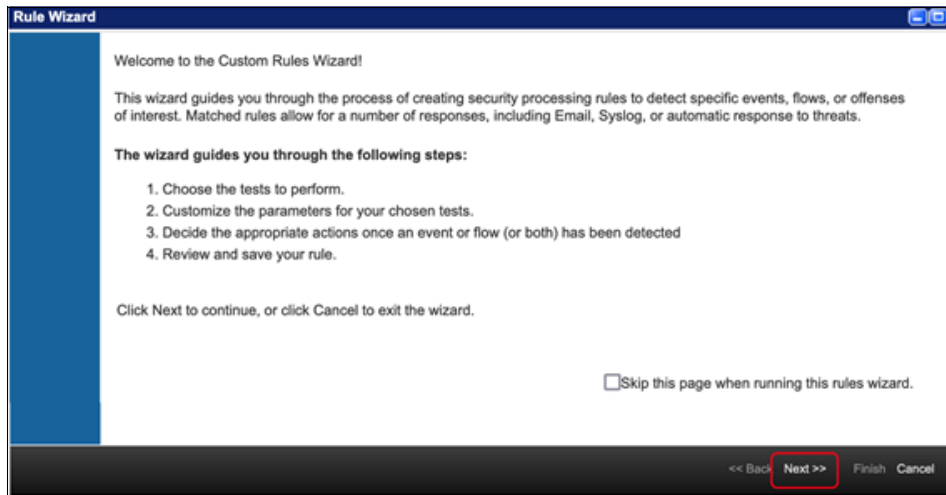 Rule Wizard
Welcome to the Custom Rules Wizard!
This wizard guides you through the process of creating security processing rules to detect specific events, flows, or offenses
of interest. Matched rules allow for a number of responses, including Email, Syslog, or automatic response to threats.
The wizard guides you through the following steps:
1. Choose the tests to perform.
2. Customize the parameters for your chosen tests.
3. Decide the appropriate actions once an event or flow (or both) has been detected
4. Review and save your rule.
Click Next to continue, or click Cancel to exit the wizard.
Skip this page when running this rules wizard.
<< Back Next >> Finish Cancel